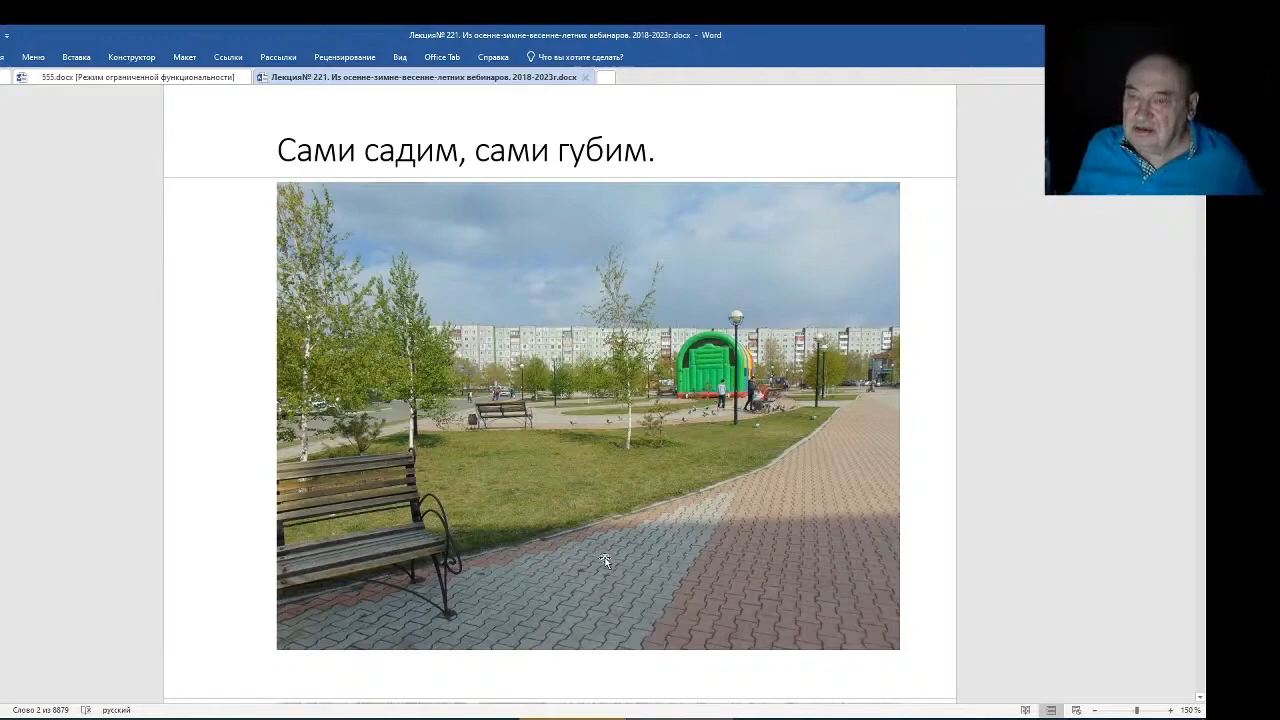 Лекция№ 221. Из осенне-зимне-весенне-летних вебинаров. 2018-2023г.docx - Word
Меню Вставка Конструктор Макет Ссылки Рассылки Рецензирование Вид Office Tab Справка Что вы хотите сделать?
555.docx [Режим ограниченной функциональности] Лекция№ 221. Из осенне-зимне-весенне-летних вебинаров. 2018-2023г.docx
Сами садим, сами губим.
Слово 2 из 8879 русский 150 %